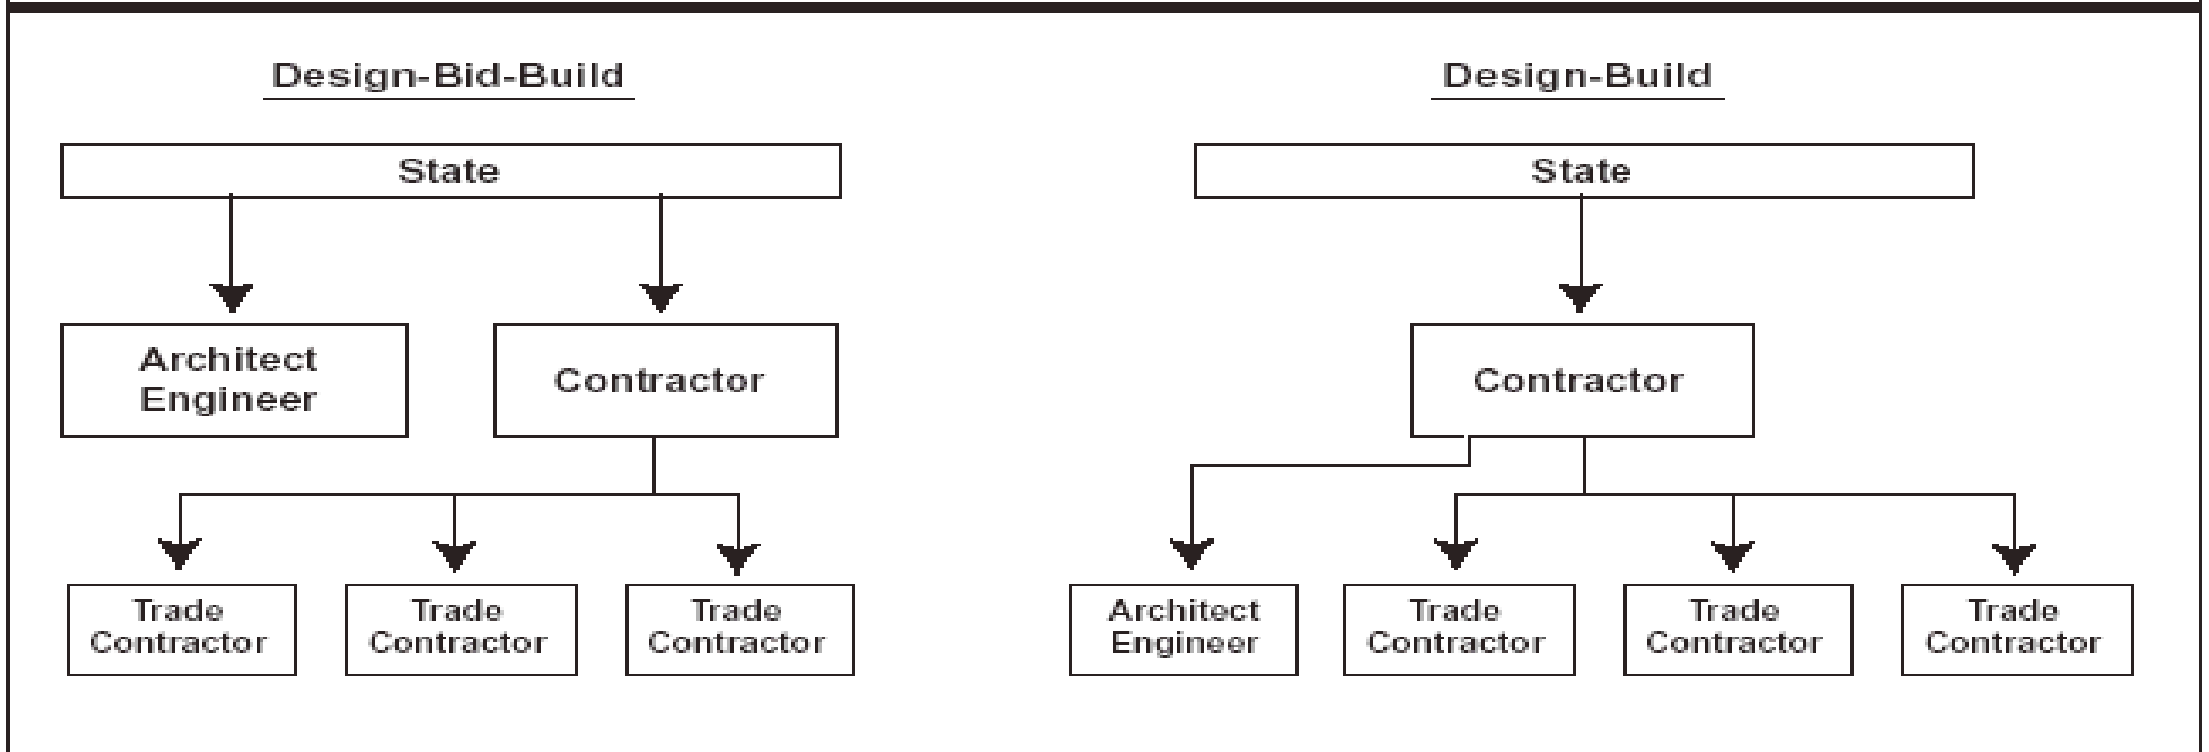 Design-Bid-Build
State
Architect
Engineer
Contractor
Trade
Contractor
Trade
Contractor
Trade
Contractor
Design-Build
State
Contractor
Architect
Engineer
Trade
Contractor
Trade
Contractor
Trade
Contractor